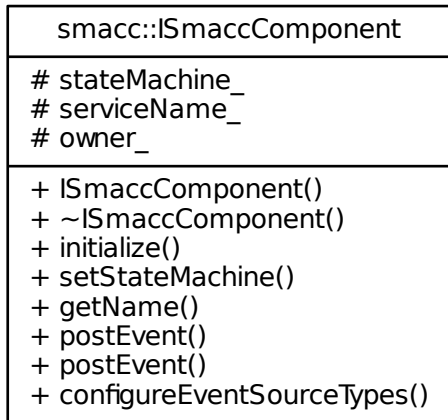 smacc::ISmaccComponent
# stateMachine_
# serviceName_
# owner_
+ ISmaccComponent()
+ ~ISmaccComponent()
+ initialize()
+ setStateMachine()
+ getName()
+ postEvent()
+ postEvent()
+ configureEventSourceTypes()